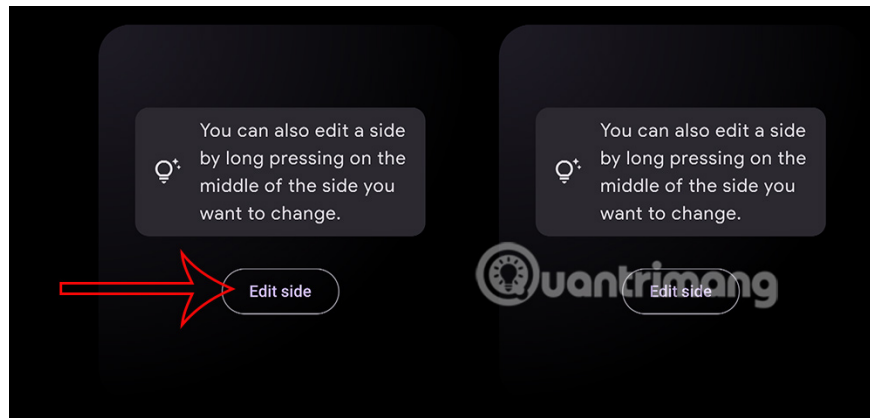 You can also edit a side
by long pressing on the
middle of the side you
want to change.
Edit side
You can also edit a side
by long pressing on the
middle of the side you
want to change.
Edit side
Quantrimang